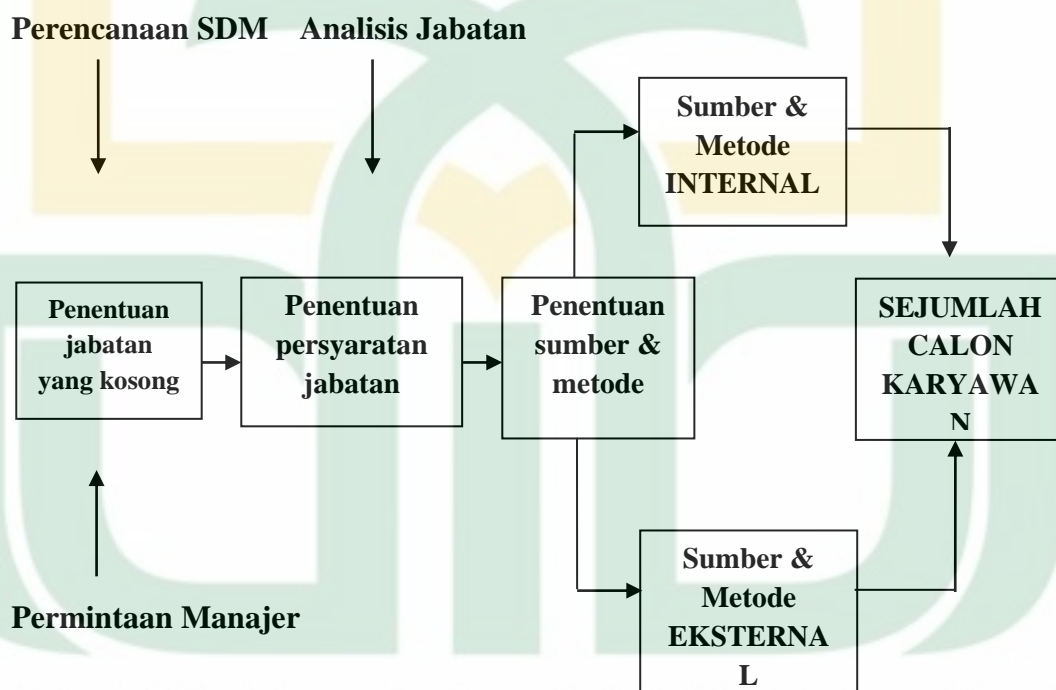 Perencanaan SDM
Analisis Jabatan
Sumber &
Metode
INTERNAL
Penentuan
jabatan
yang kosong
Penentuan
persyaratan
jabatan
Penentuan
sumber &
metode
SEJUMLAH
CALON
KARYAWA
N
Permintaan Manajer
Sumber &
Metode
EKSTERNA
L